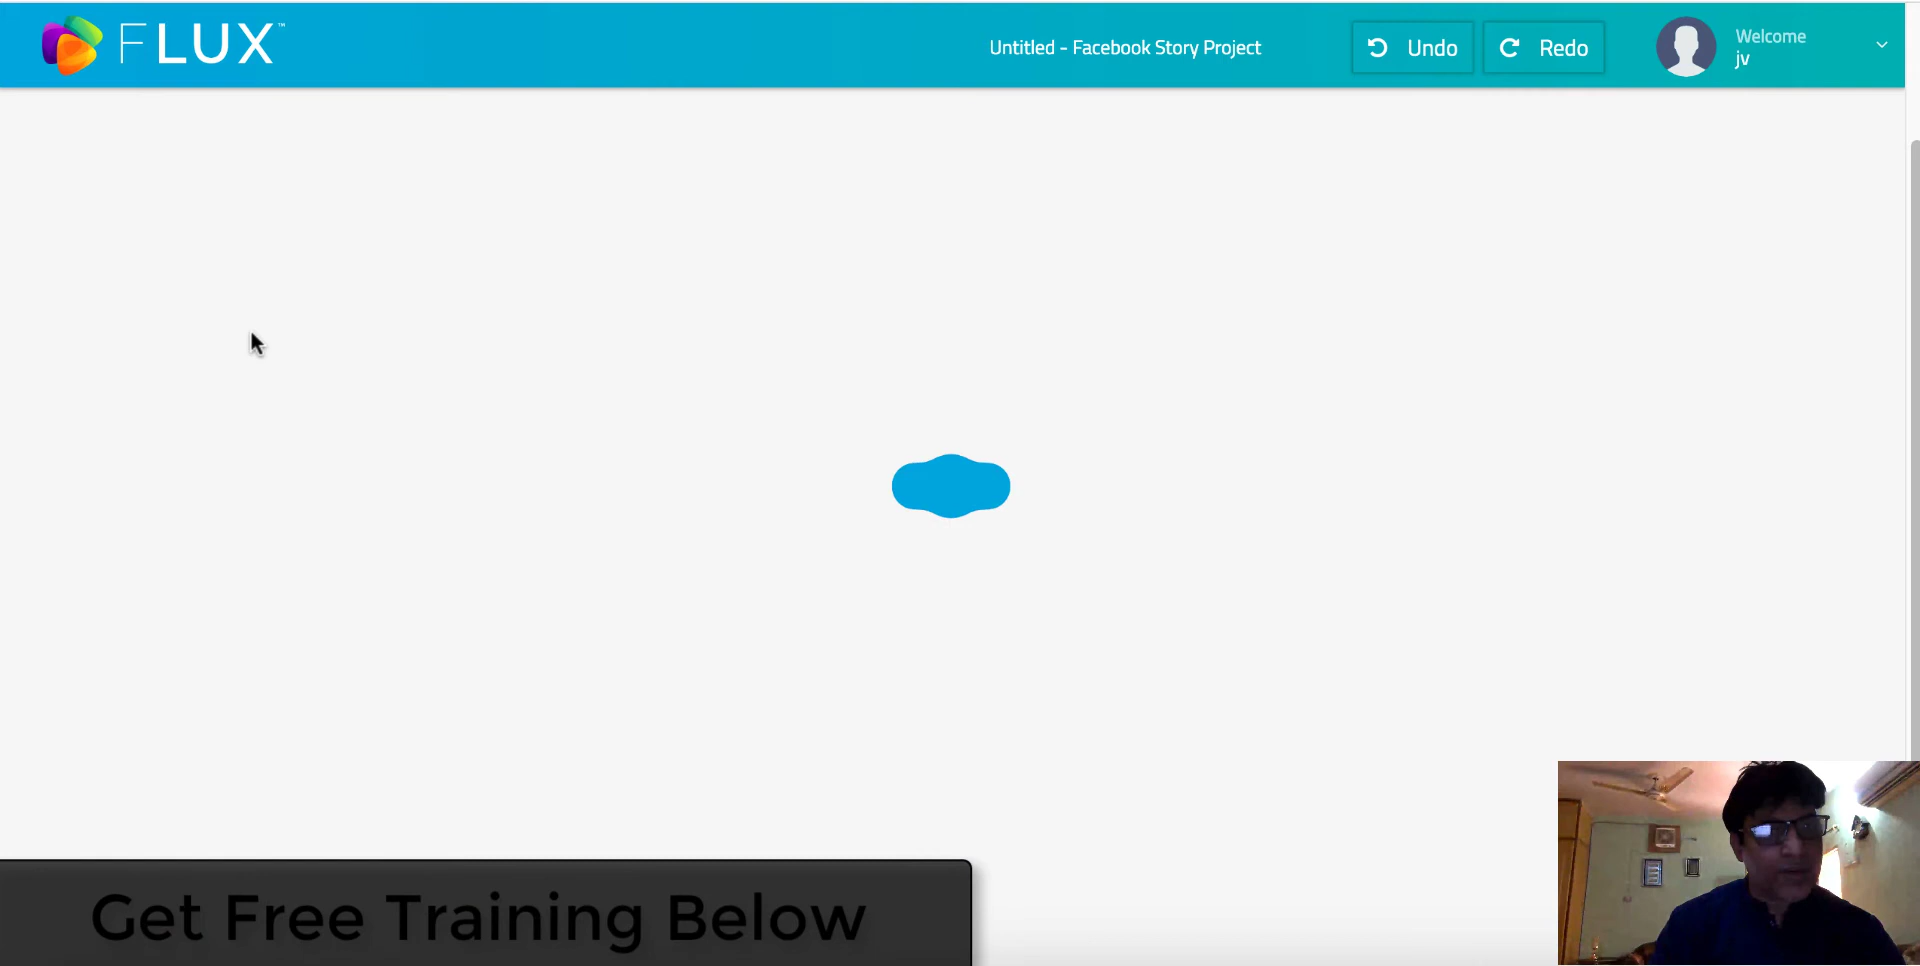 FLUX™
Untitled - Facebook Story Project
Undo
Redo
Welcome
jv
Get Free Training Below